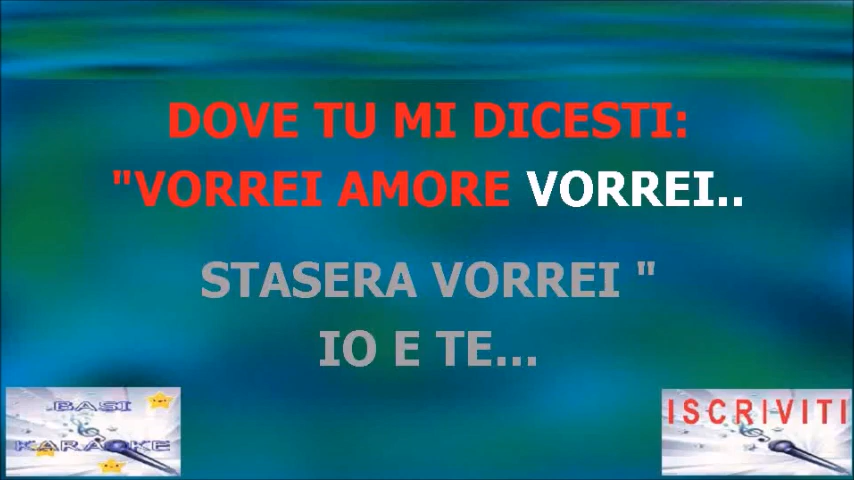 DOVE TU MI DICESTI:
"VORREI AMORE VORREI..
STASERA VORREI "
IO E TE...
BASI
KARAOKE
ISCRIVITI